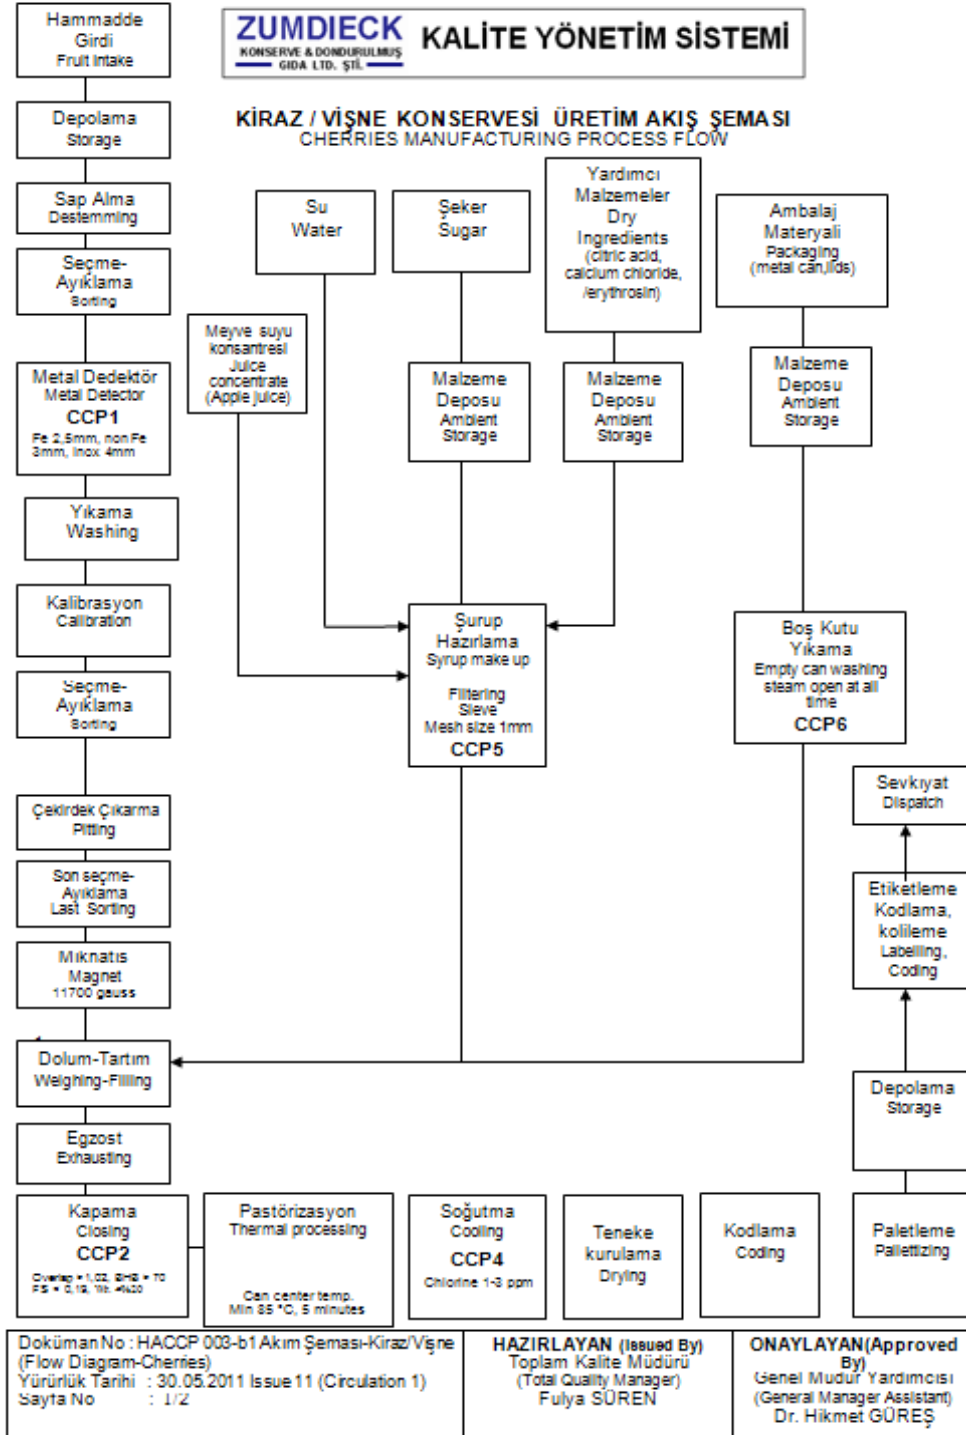 Hammadde
Girdi
Fruit Intake
ZUMDIECK
KONSERVE & DONDURULMUŞ
GIDA LTD. ŞTİ.
KALİTE YÖNETİM SİSTEMİ
KİRAZ / VİŞNE KONSERVESİ ÜRETİM AKIŞ ŞEMASI
CHERRIES MANUFACTURING PROCESS FLOW
Depolama
Storage
Sap Alma
Destemming
Seçme-
Ayıklama
Sorting
Metal Dedektör
Metal Detector
CCP1
Fe 2,5mm, non Fe
3mm, Inox 4mm
Yıkama
Washing
Kalibrasyon
Calibration
Seçme-
Ayıklama
Sorting
Çekirdek Çıkarma
Pitting
Son seçme-
Ayıklama
Last Sorting
Mıknatıs
Magnet
11700 gauss
Dolum-Tartım
Weighing-Filling
Egzost
Exhausting
Kapama
Closing
CCP2
Overlap = 1,02, BHB = 70
FS = 0,19,
Su
Water
Şeker
Sugar
Yardımcı
Malzemeler
Dry
Ingredients
(citric acid,
calcium chloride,
/erythrosin)
Ambalaj
Materyali
Packaging
(metal can,lids)
Meyve suyu
konsantresi
Juice
concentrate
(Apple juice)
Malzeme
Deposu
Ambient
Storage
Malzeme
Deposu
Ambient
Storage
Malzeme
Deposu
Ambient
Storage
Şurup
Hazırlama
Syrup make up
Filtering
Sieve
Mesh size 1mm
CCP5
Boş Kutu
Yıkama
Empty can washing
steam open at all
time
CCP6
Sevkıyat
Dispatch
Etiketleme
Kodlama,
kolileme
Labelling,
Coding
Depolama
Storage
Pastörizasyon
Thermal processing
Can center temp.
Min 85 °C, 5 minutes
Soğutma
Cooling
CCP4
Chlorine 1-3 ppm
Teneke
kurulama
Drying
Kodlama
Coding
Paletleme
Palletizing
Doküman No : HACCP 003-b1 Akım Şeması-Kiraz/Vişne
(Flow Diagram-Cherries)
Yürürlük Tarihi : 30.05.2011 Issue 11 (Circulation 1)
Sayfa No : 1/2
HAZIRLAYAN (Issued By)
Toplam Kalite Müdürü
(Total Quality Manager)
Fulya SÜREN
ONAYLAYAN(Approved
By)
Genel Müdür Yardımcısı
(General Manager Assistant)
Dr. Hikmet GÜREŞ